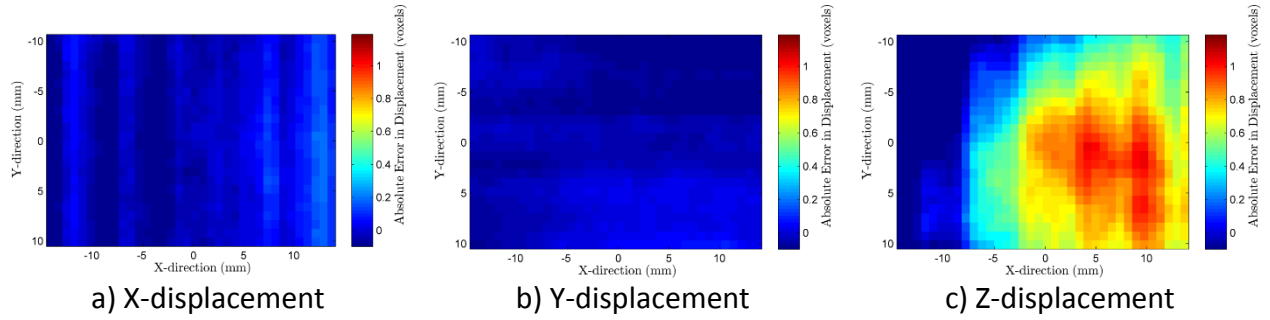 -10
-5
0
5
10
Y-direction (mm)
-10 -5 0 5 10
X-direction (mm)
1
0.8
0.6
0.4
0.2
0
Absolute Error in Displacement (voxels)
a) X-displacement
-10
-5
0
5
10
Y-direction (mm)
-10 -5 0 5 10
X-direction (mm)
1
0.8
0.6
0.4
0.2
0
Absolute Error in Displacement (voxels)
b) Y-displacement
-10
-5
0
5
10
Y-direction (mm)
-10 -5 0 5 10
X-direction (mm)
1
0.8
0.6
0.4
0.2
0
Absolute Error in Displacement (voxels)
c) Z-displacement